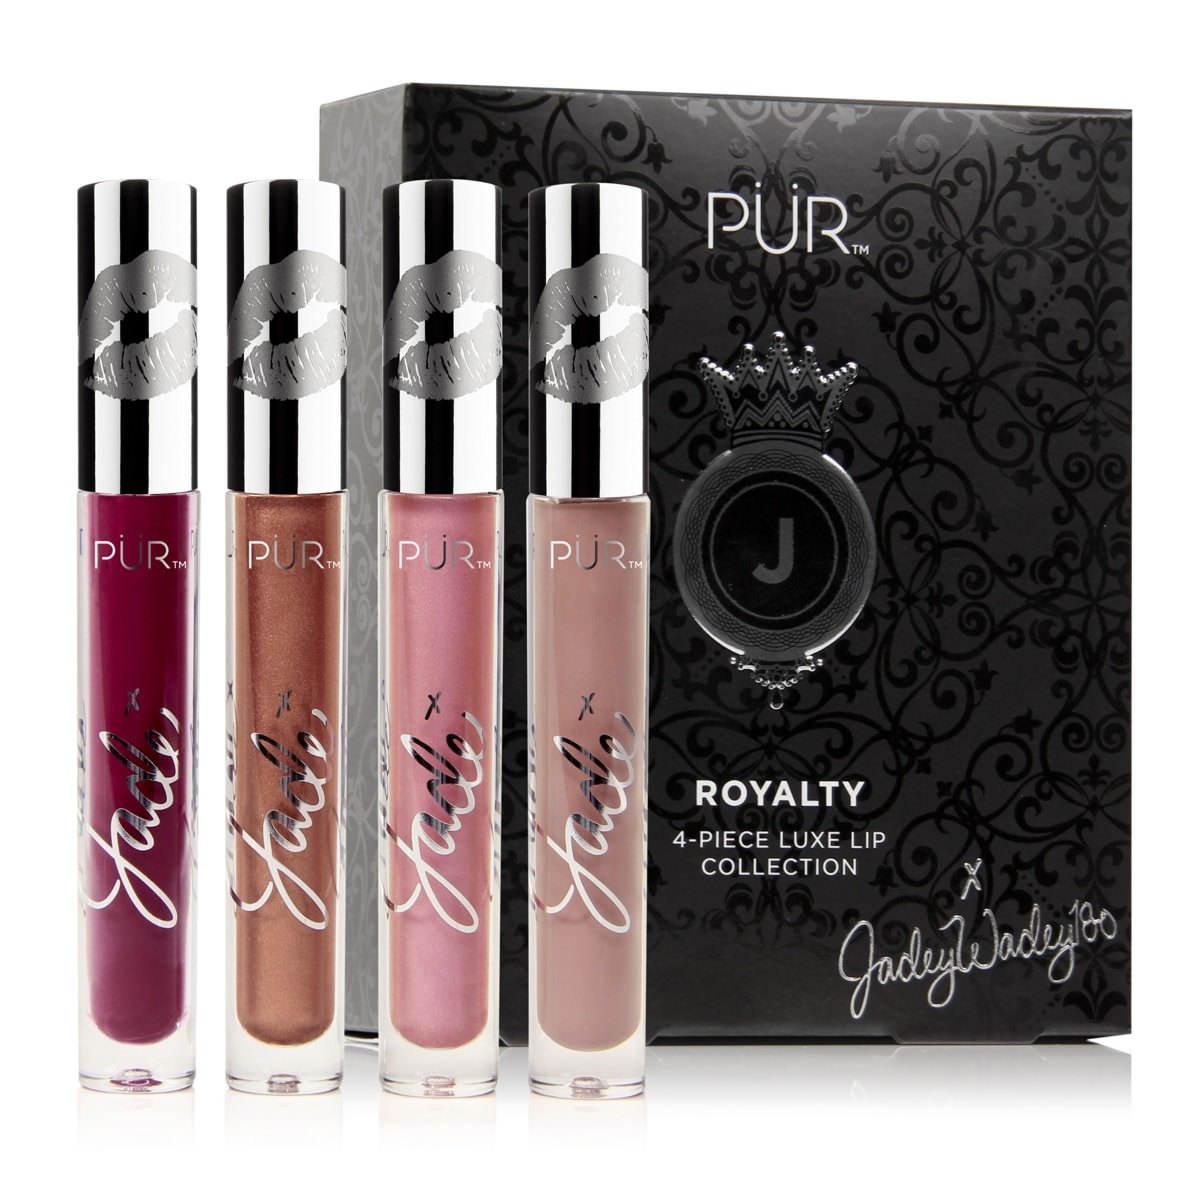 PÜR™
J
ROYALTY
4-PIECE LUXE LIP
COLLECTION
x
JadeyWadey180
PÜR™
x
Jade,
PÜR™
x
Jade,
PÜR™
x
Jade,
PÜR™
x
Jade,